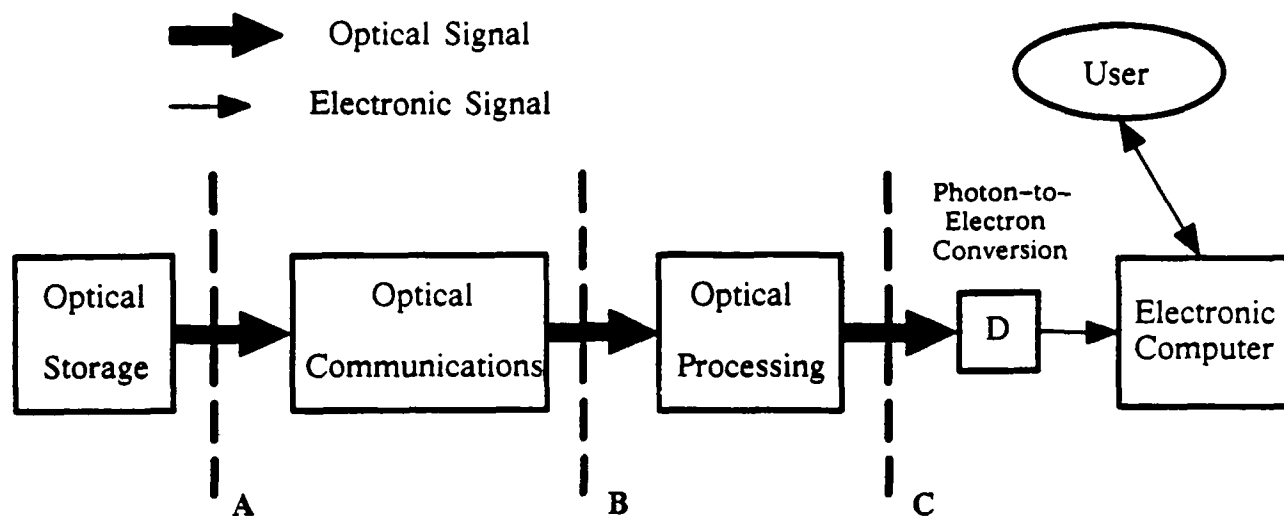 Optical Signal
Electronic Signal
User
Photon-to-
Electron
Conversion
Optical
Storage
Optical
Communications
Optical
Processing
D
Electronic
Computer
A
B
C